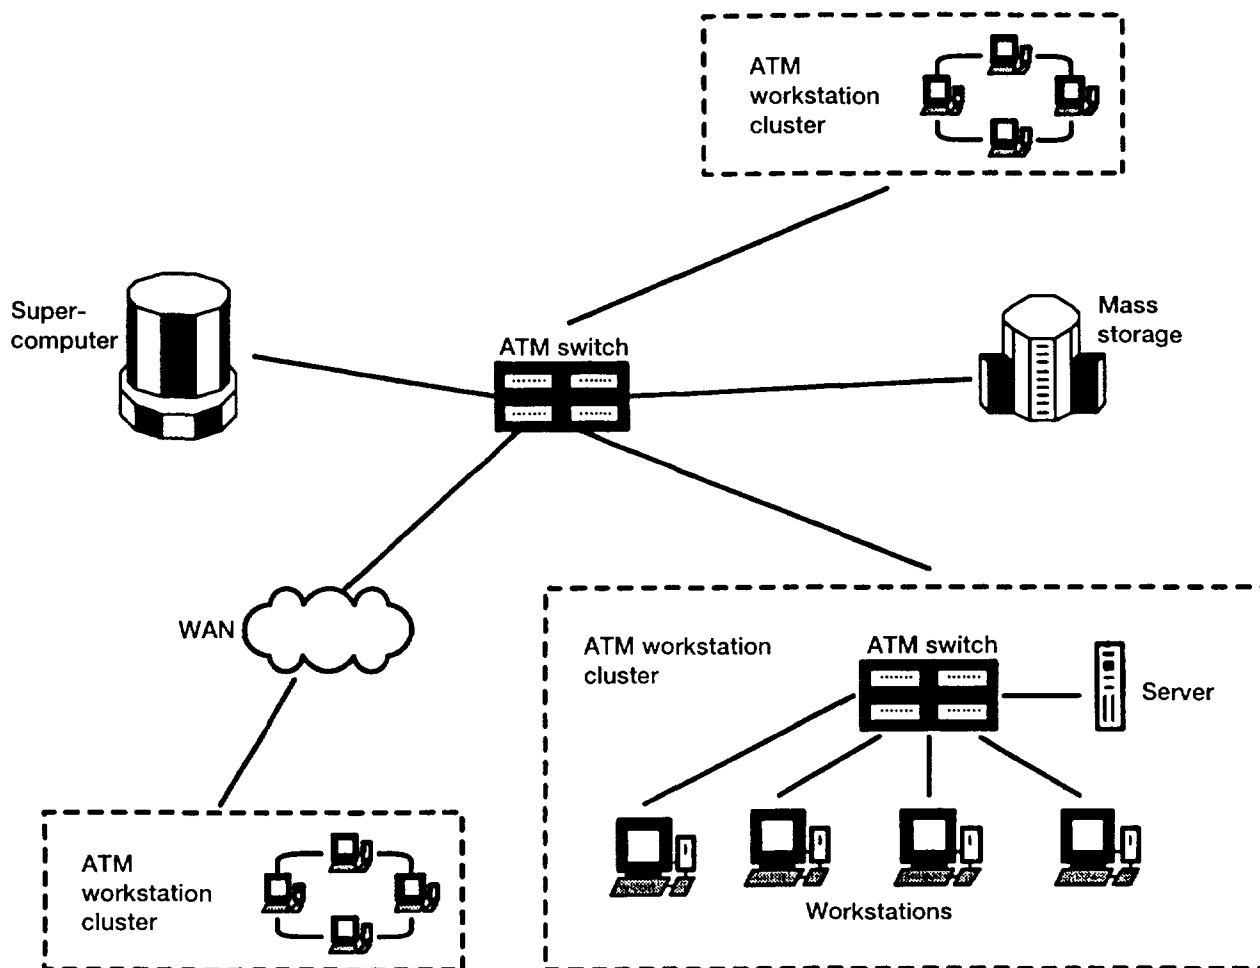 ATM
workstation
cluster
Super-
computer
ATM switch
Mass
storage
WAN
ATM workstation
cluster
ATM switch
Server
Workstations
ATM
workstation
cluster